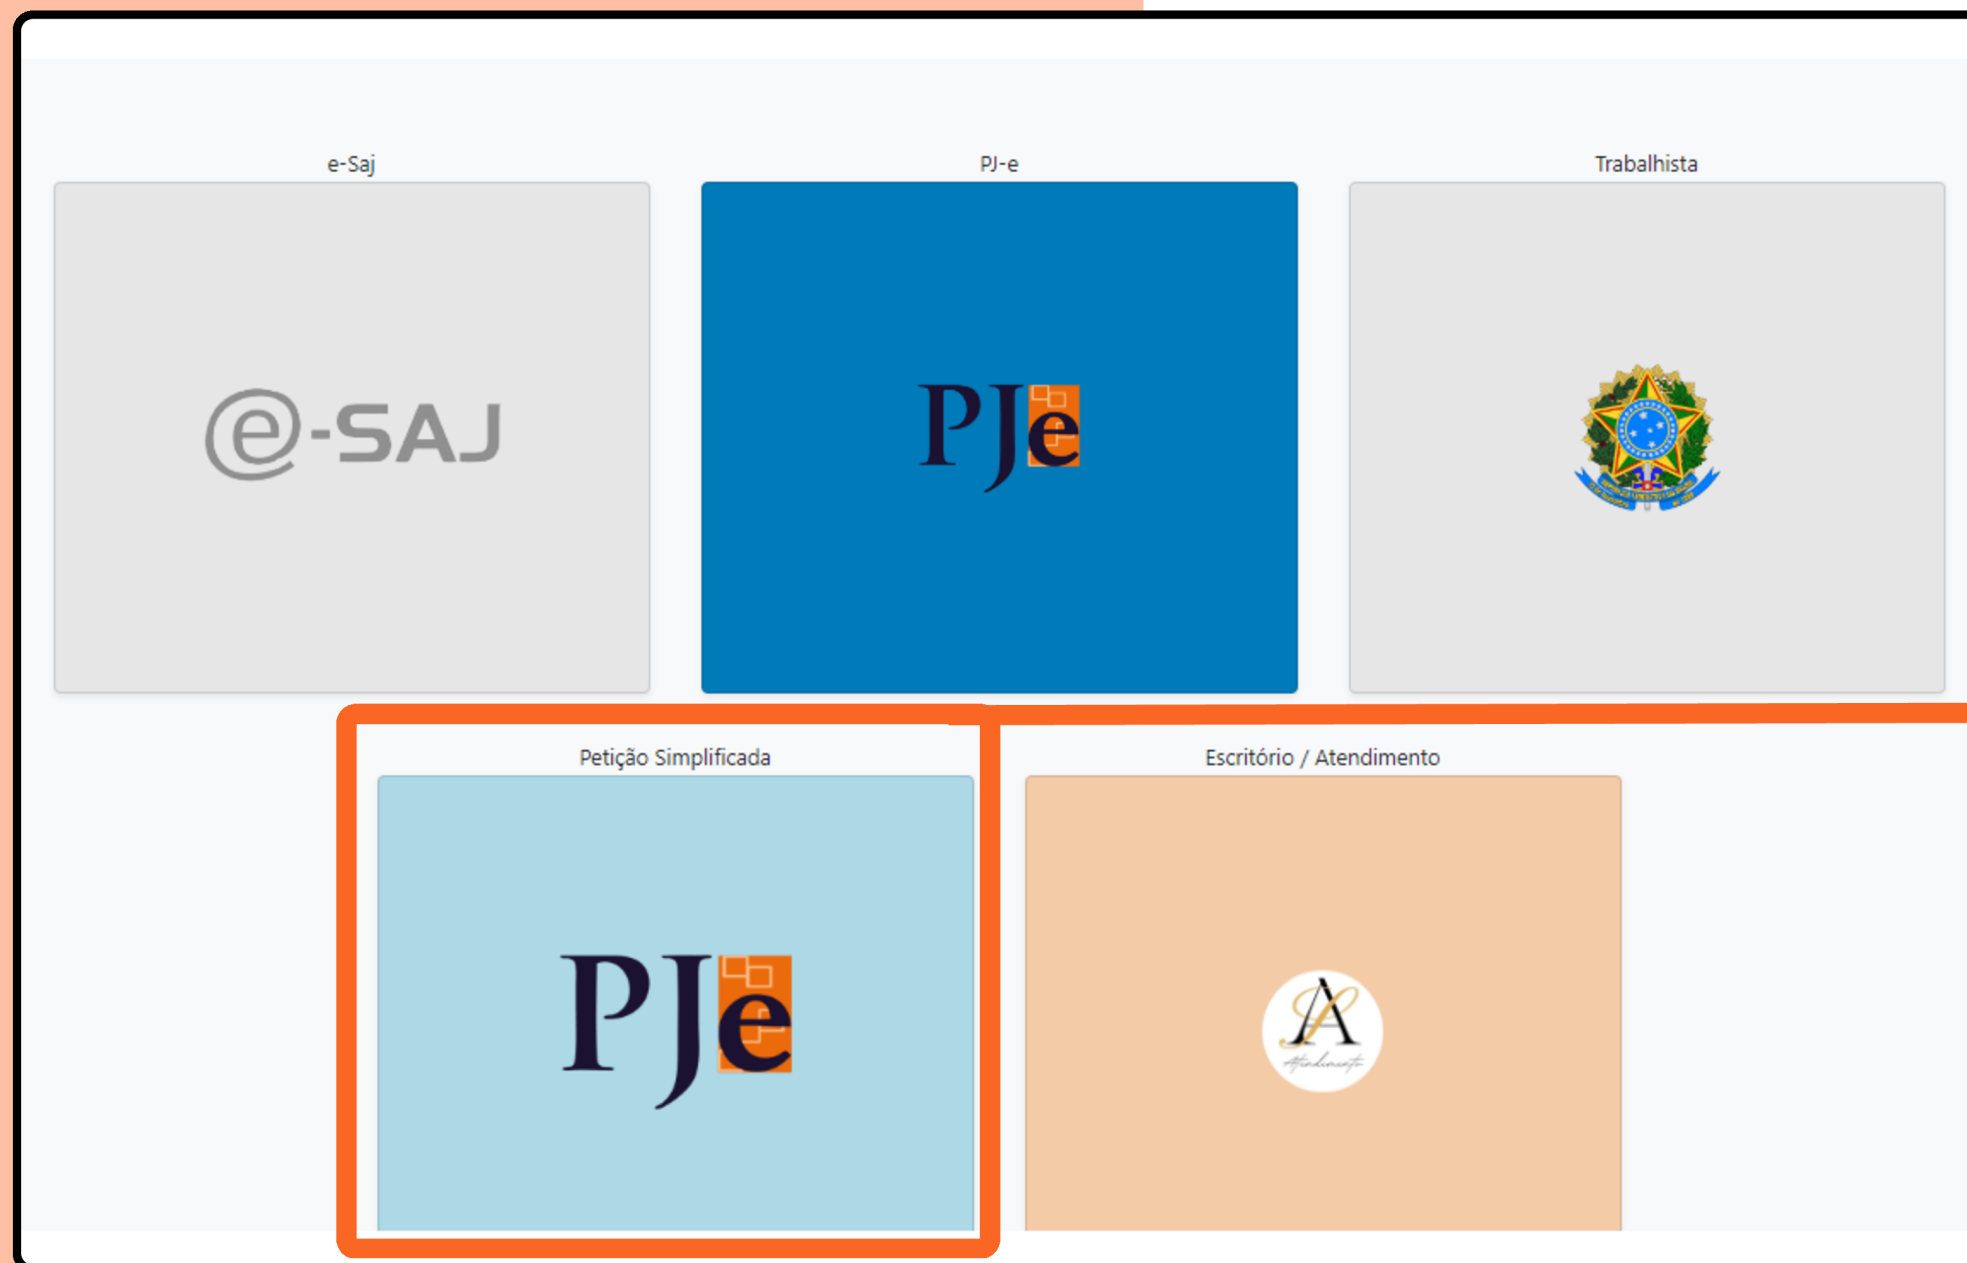 e-Saj
PJ-e
Trabalhista
e-SAJ
PJe
Petição Simplificada
Escritório / Atendimento
PJe
A
Atendimento